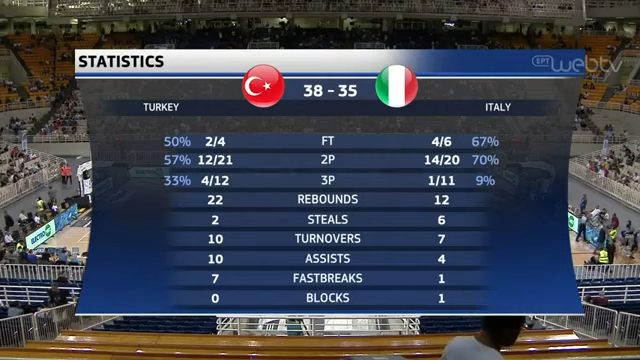 STATISTICS
ΕΡΤ webtv
38 - 35
TURKEY ITALY
50% 2/4 FT 4/6 67%
57% 12/21 2P 14/20 70%
33% 4/12 3P 1/11 9%
22 REBOUNDS 12
2 STEALS 6
10 TURNOVERS 7
10 ASSISTS 4
7 FASTBREAKS 1
0 BLOCKS 1